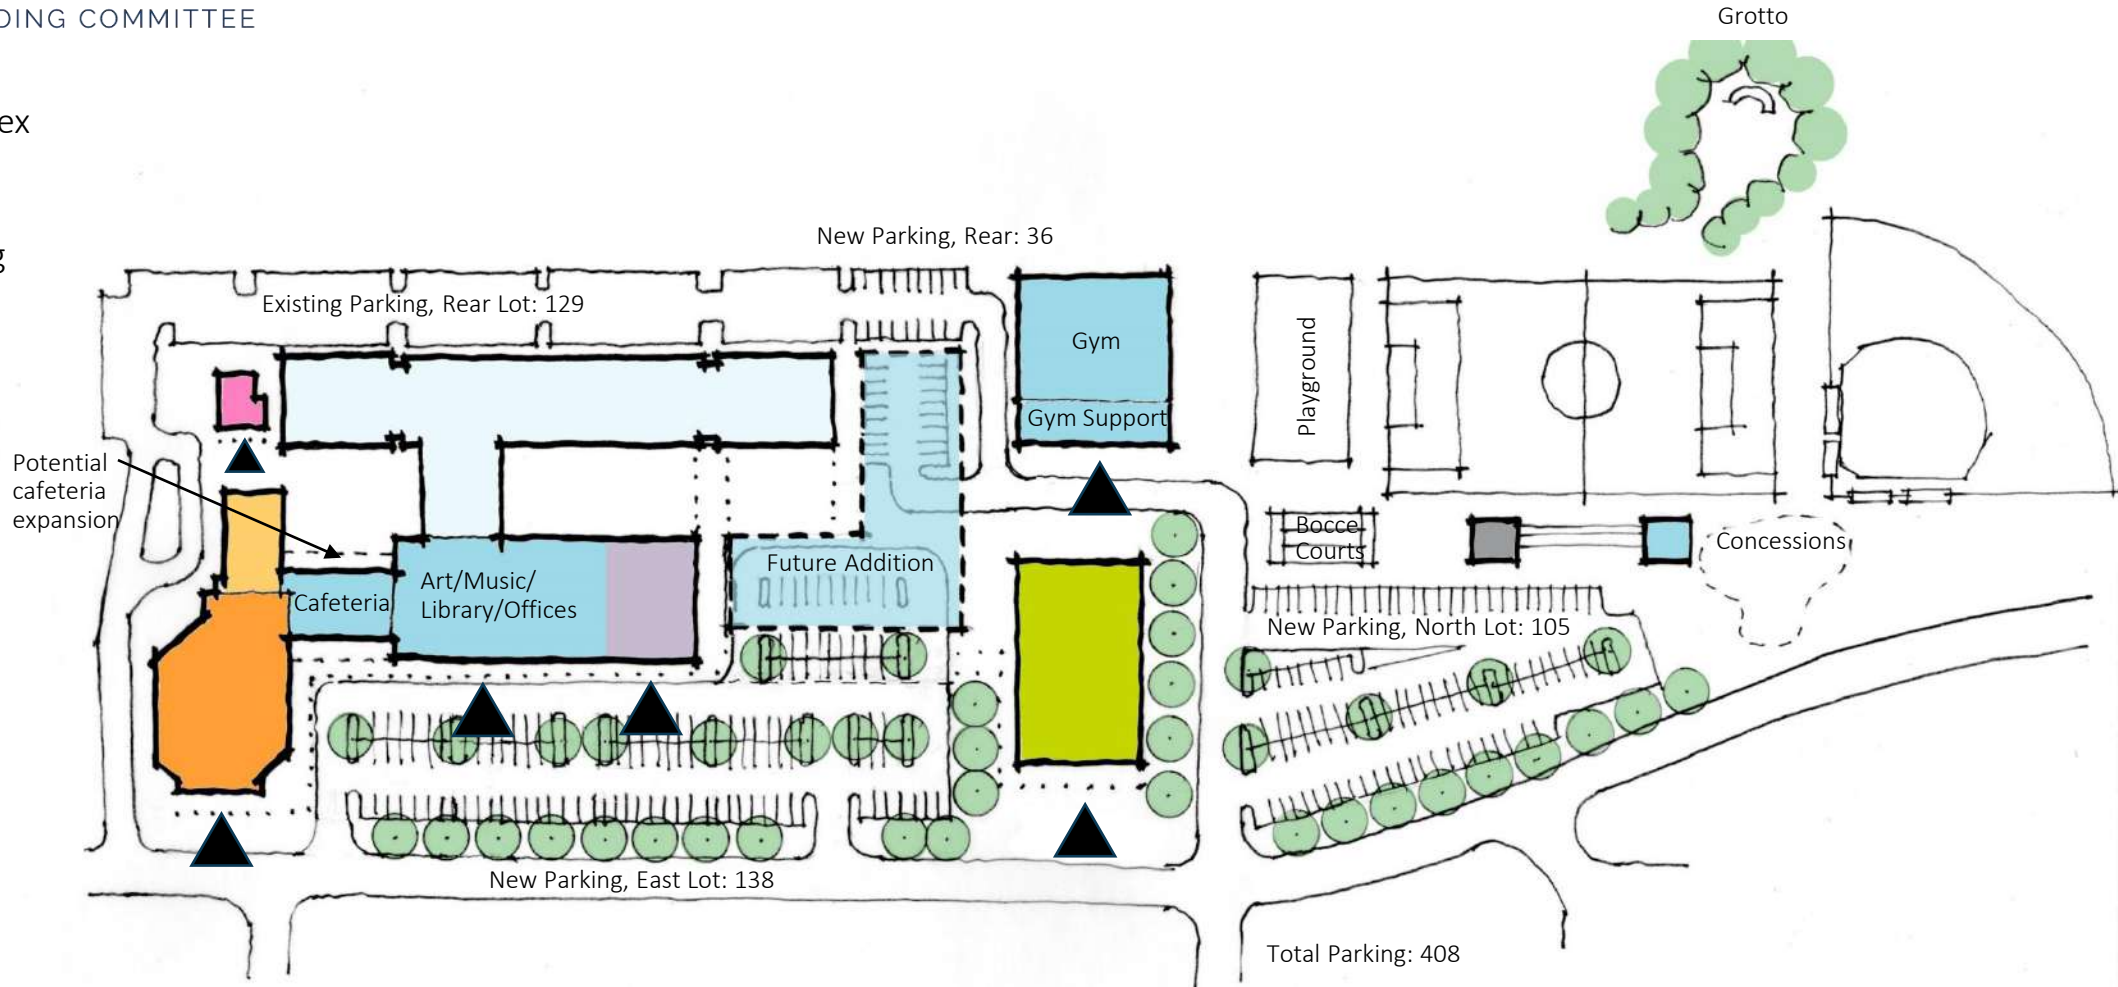 DING COMMITTEE
Grotto
ex
g
New Parking, Rear: 36
Existing Parking, Rear Lot: 129
Gym
Gym Support
Playground
Potential
cafeteria
expansion
Bocce
Courts
Concessions
Art/Music/
Library/Offices
Cafeteria
Future Addition
New Parking, North Lot: 105
New Parking, East Lot: 138
Total Parking: 408